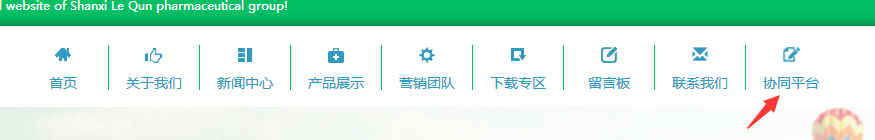 l website of Shanxi Le Qun pharmaceutical group!
首页 关于我们 新闻中心 产品展示 营销团队 下载专区 留言板 联系我们 协同平台